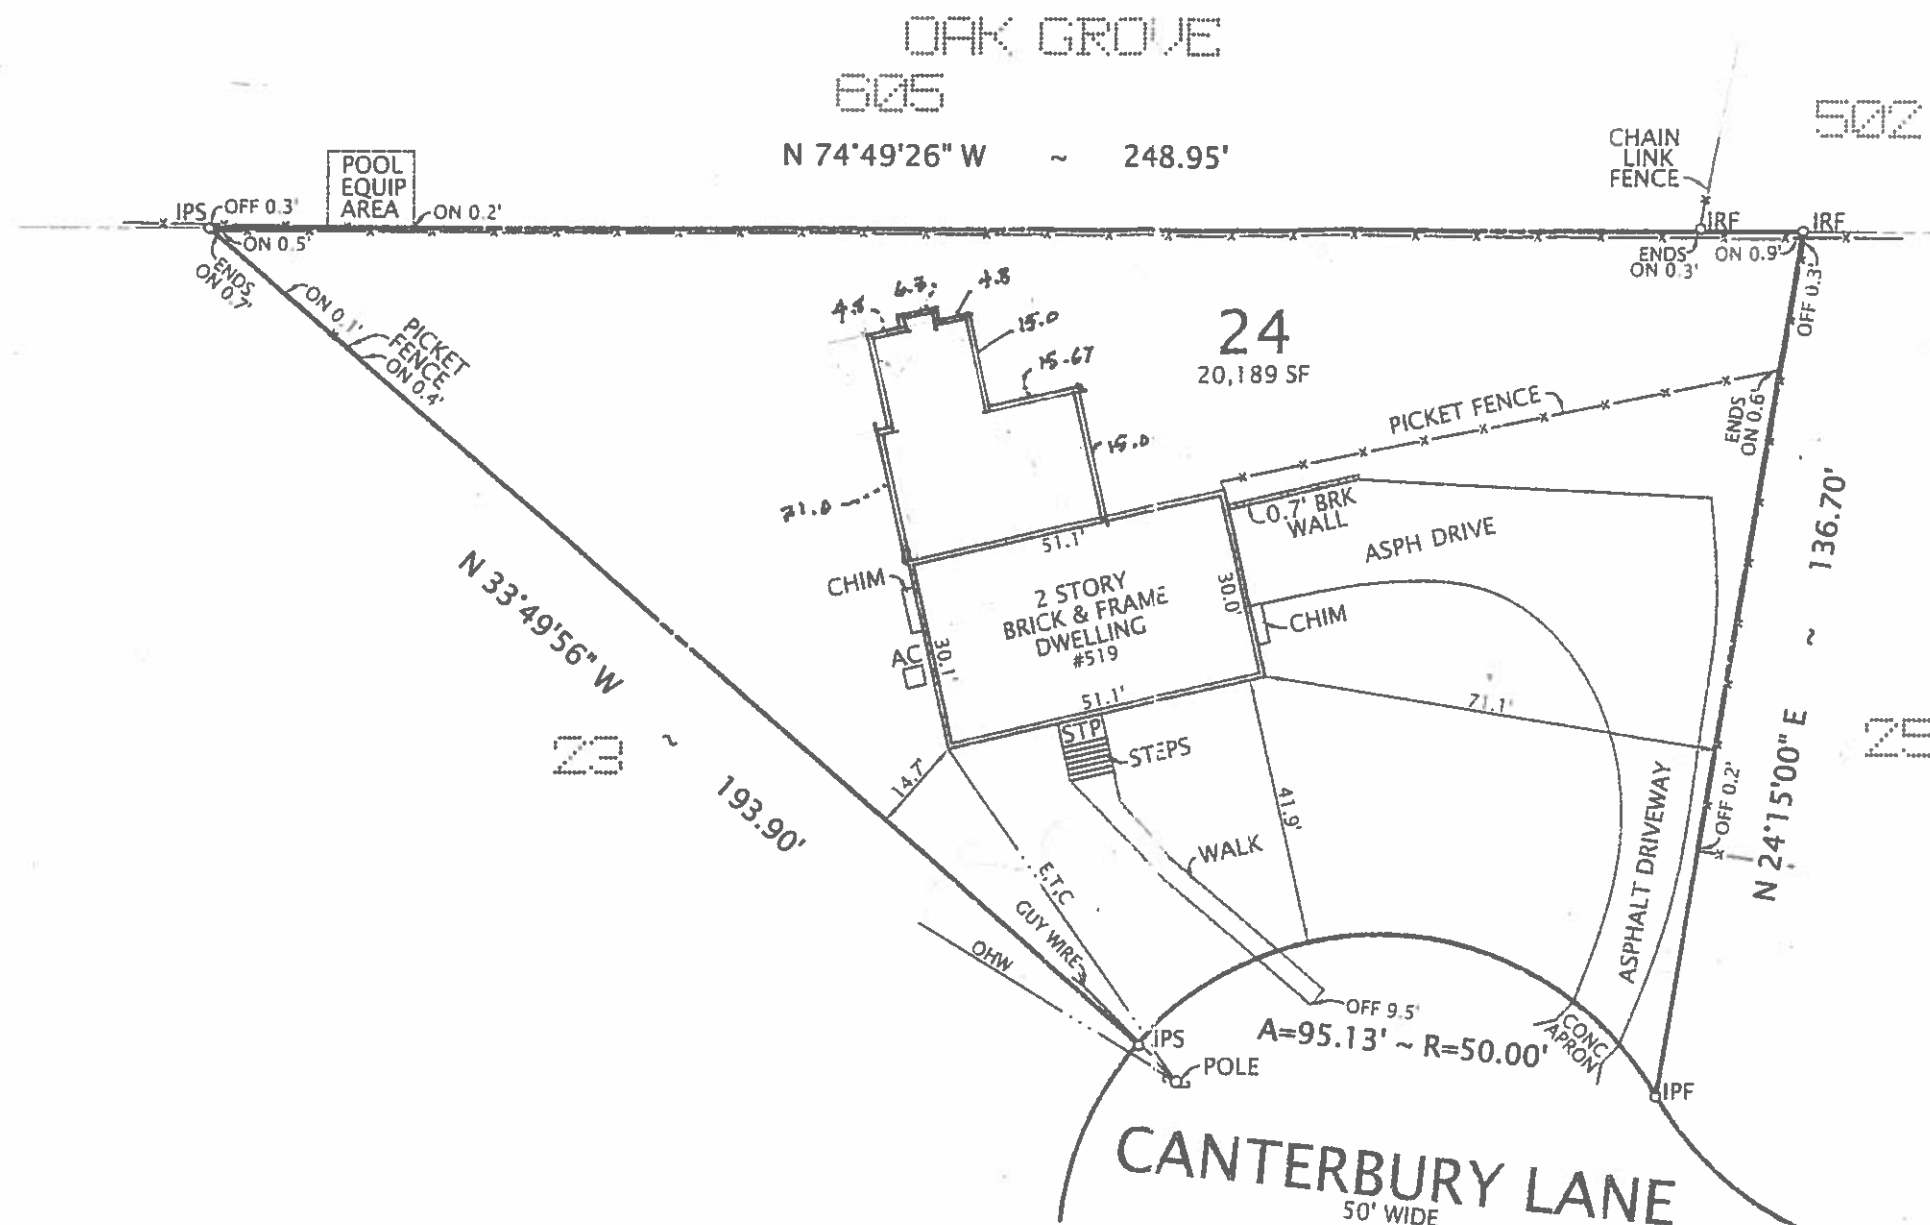 OAK GROVE
605
502
N 74°49'26" W ~ 248.95'
CHAIN
LINK
FENCE
POOL
EQUIP
AREA
IPS
OFF 0.3'
ON 0.2'
ON 0.5'
ENDS
ON 0.7'
IRF
IRF
ENDS
ON 0.3'
ON 0.9'
OFF 0.3'
ON 0.1'
PICKET
FENCE
ON 0.4'
4.8
15.0
15.67
15.0
24
20,189 SF
PICKET FENCE
ENDS
ON 0.6'
0.7' BRK
WALL
ASPH DRIVE
136.70'
~
N 24°15'00" E
51.1'
CHIM
2 STORY
BRICK & FRAME
DWELLING
#519
30.0'
CHIM
AC
30.1'
51.1'
71.1'
N 33°49'56" W
~
193.90'
23
25
STP
STEPS
14.7'
41.9'
WALK
E,T,C
GUY WIRE
OHW
OFF 0.2'
ASPHALT DRIVEWAY
OFF 9.5'
A=95.13' ~ R=50.00'
CONC
APRON
IPS
POLE
IPF
CANTERBURY LANE
50' WIDE